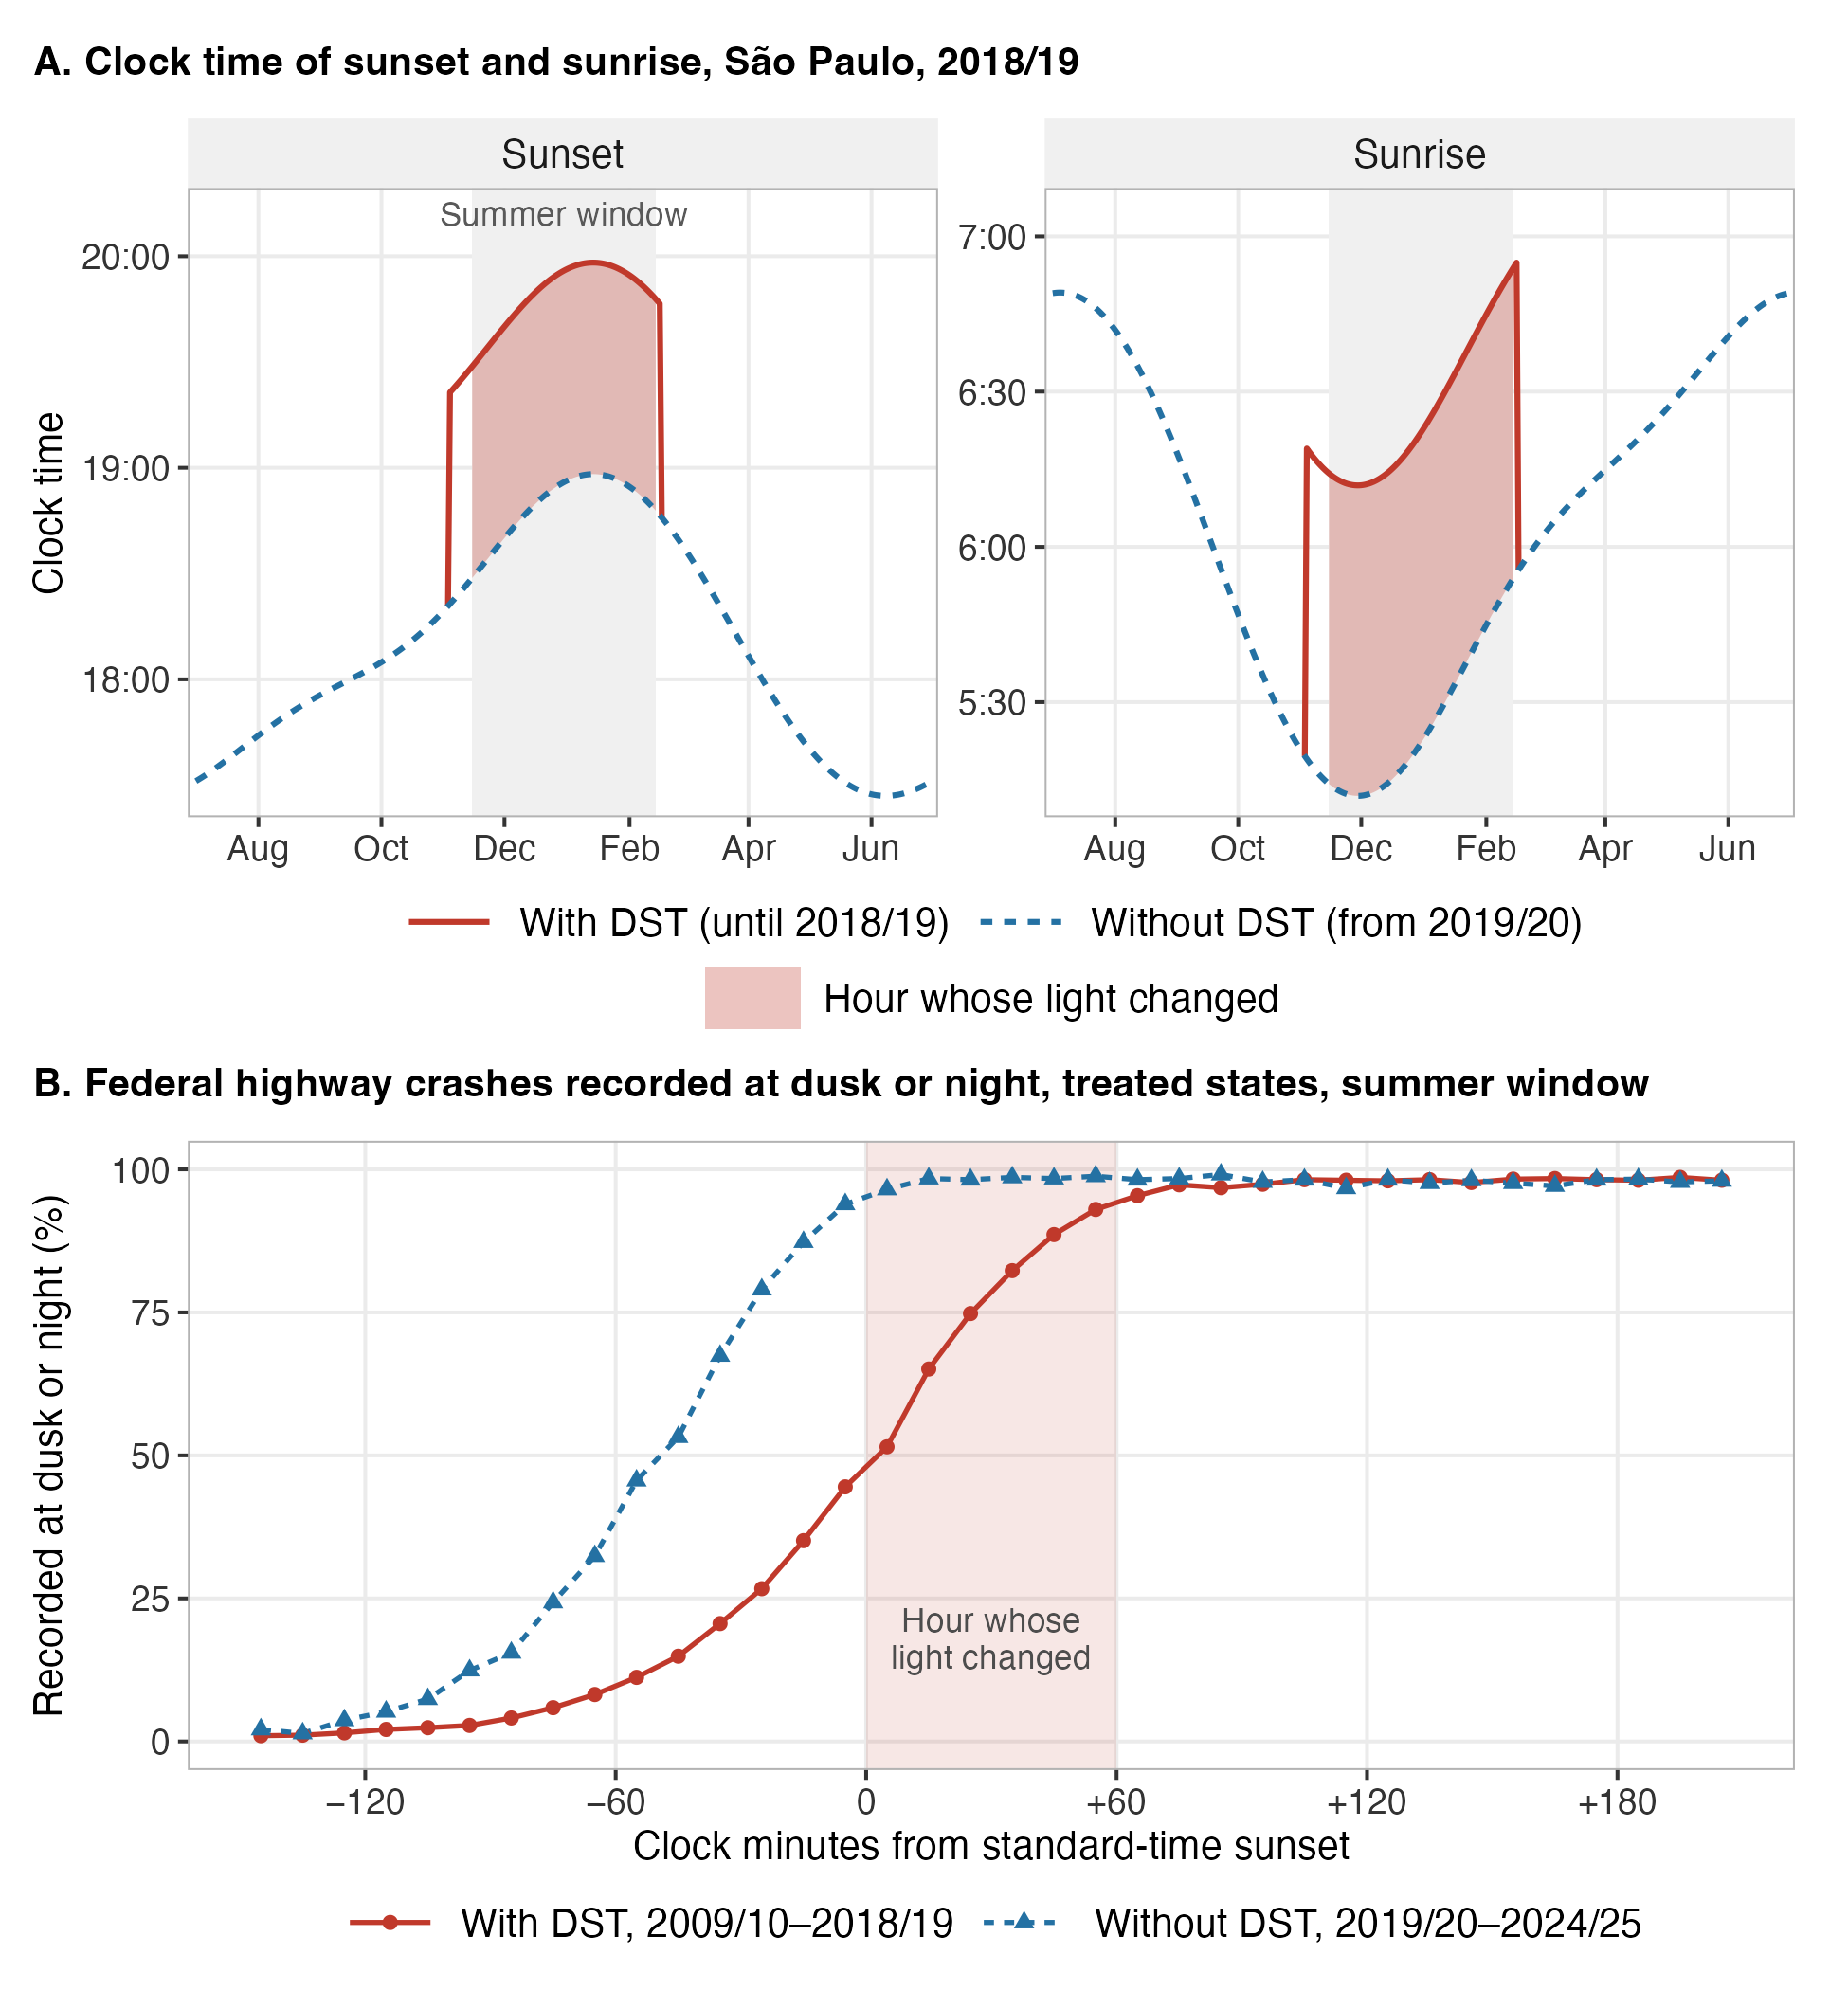 A. Clock time of sunset and sunrise, São Paulo, 2018/19
Sunset
Sunrise
Summer window
Clock time
20:00
19:00
18:00
7:00
6:30
6:00
5:30
Aug Oct Dec Feb Apr Jun
Aug Oct Dec Feb Apr Jun
With DST (until 2018/19)
Without DST (from 2019/20)
Hour whose light changed
B. Federal highway crashes recorded at dusk or night, treated states, summer window
Recorded at dusk or night (%)
100
75
50
25
0
Hour whose
light changed
−120 −60 0 +60 +120 +180
Clock minutes from standard-time sunset
With DST, 2009/10–2018/19
Without DST, 2019/20–2024/25